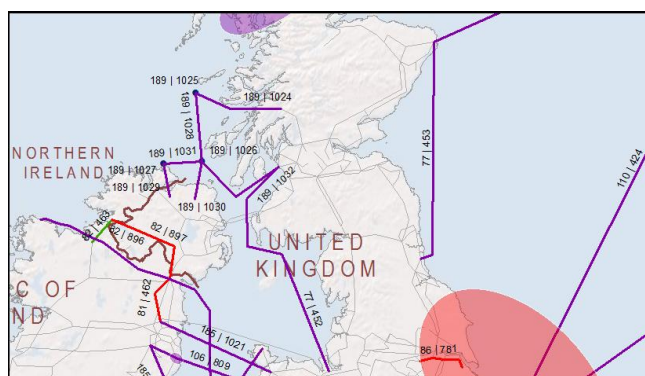 189 | 1025
189 | 1024
189 | 1028
NORTHERN
IRELAND
189 | 1031
189 | 1026
189 | 1027
189 | 1029
189 | 1030
189 | 1032
77 | 453
110 | 424
82 | 463
82 | 897
82 | 896
UNITED
KINGDOM
C OF
ND
81 | 462
77 | 452
185 | 1021
106 | 809
185
86 | 781